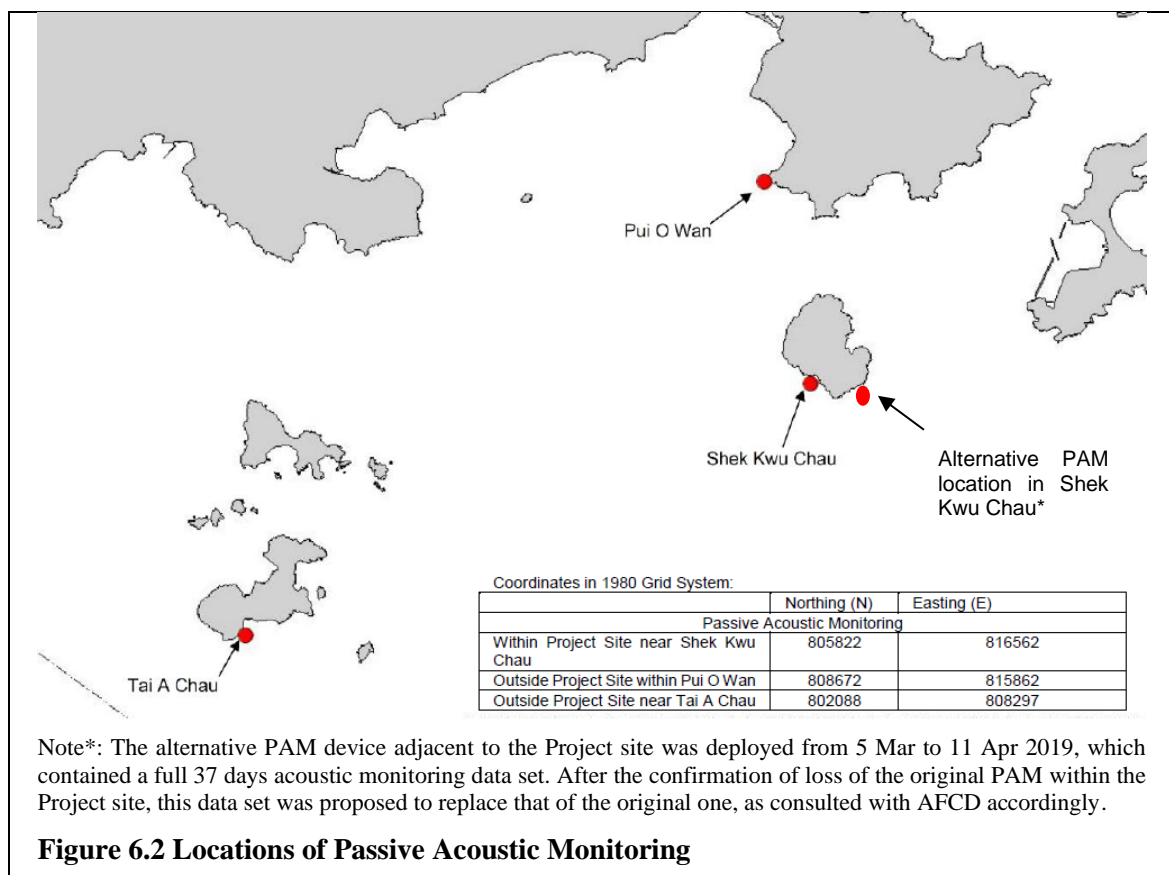 Pui O Wan
Shek Kwu Chau
Alternative PAM
location in Shek
Kwu Chau*
Tai A Chau
Coordinates in 1980 Grid System:
Northing (N) Easting (E)
Passive Acoustic Monitoring
Within Project Site near Shek Kwu Chau 805822 816562
Outside Project Site within Pui O Wan 808672 815862
Outside Project Site near Tai A Chau 802088 808297
Note*: The alternative PAM device adjacent to the Project site was deployed from 5 Mar to 11 Apr 2019, which
contained a full 37 days acoustic monitoring data set. After the confirmation of loss of the original PAM within the
Project site, this data set was proposed to replace that of the original one, as consulted with AFCD accordingly.
Figure 6.2 Locations of Passive Acoustic Monitoring